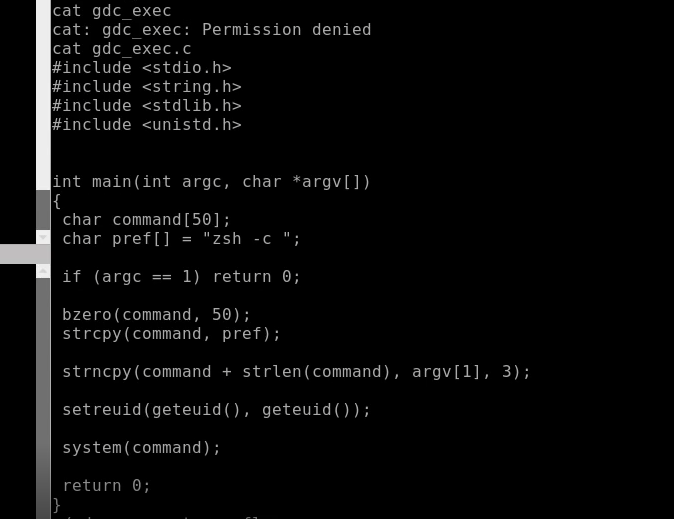 cat gdc_exec
cat: gdc_exec: Permission denied
cat gdc_exec.c
#include <stdio.h>
#include <string.h>
#include <stdlib.h>
#include <unistd.h>
int main(int argc, char *argv[])
{
 char command[50];
 char pref[] = "zsh -c ";
 if (argc == 1) return 0;
 bzero(command, 50);
 strcpy(command, pref);
 strncpy(command + strlen(command), argv[1], 3);
 setreuid(geteuid(), geteuid());
 system(command);
 return 0;
}